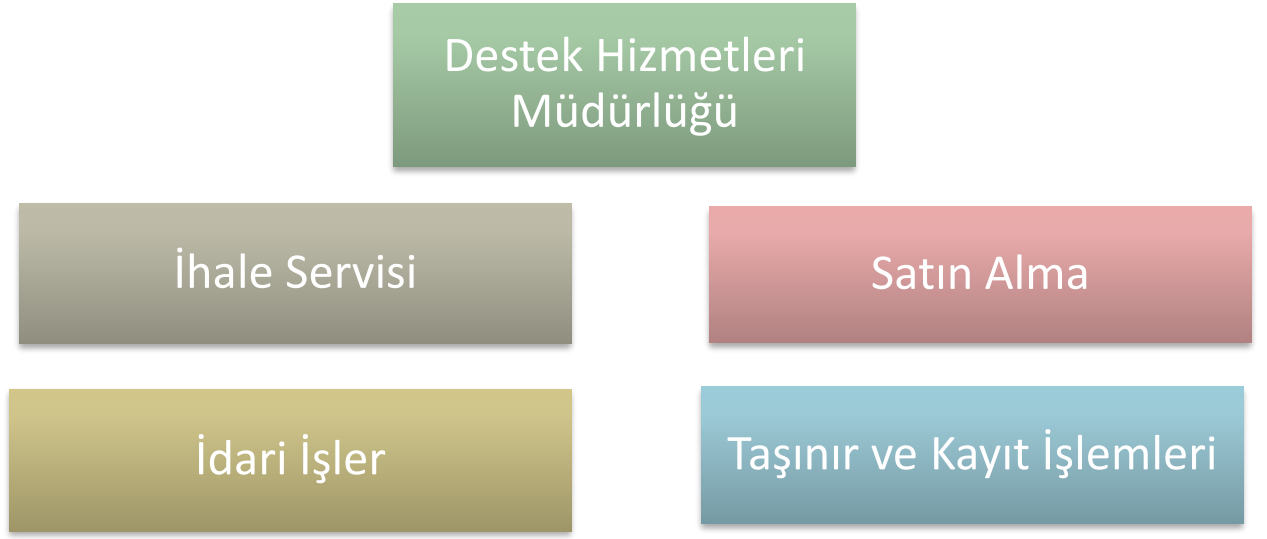 Destek Hizmetleri
Müdürlüğü
İhale Servisi
Satın Alma
İdari İşler
Taşınır ve Kayıt İşlemleri